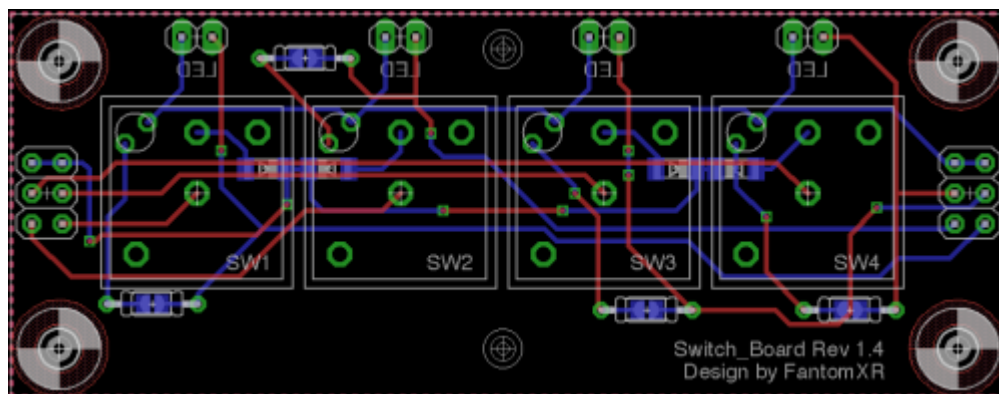 LED LED LED LED
SW1 SW2 SW3 SW4
Switch_Board Rev 1.4
Design by FantomXR